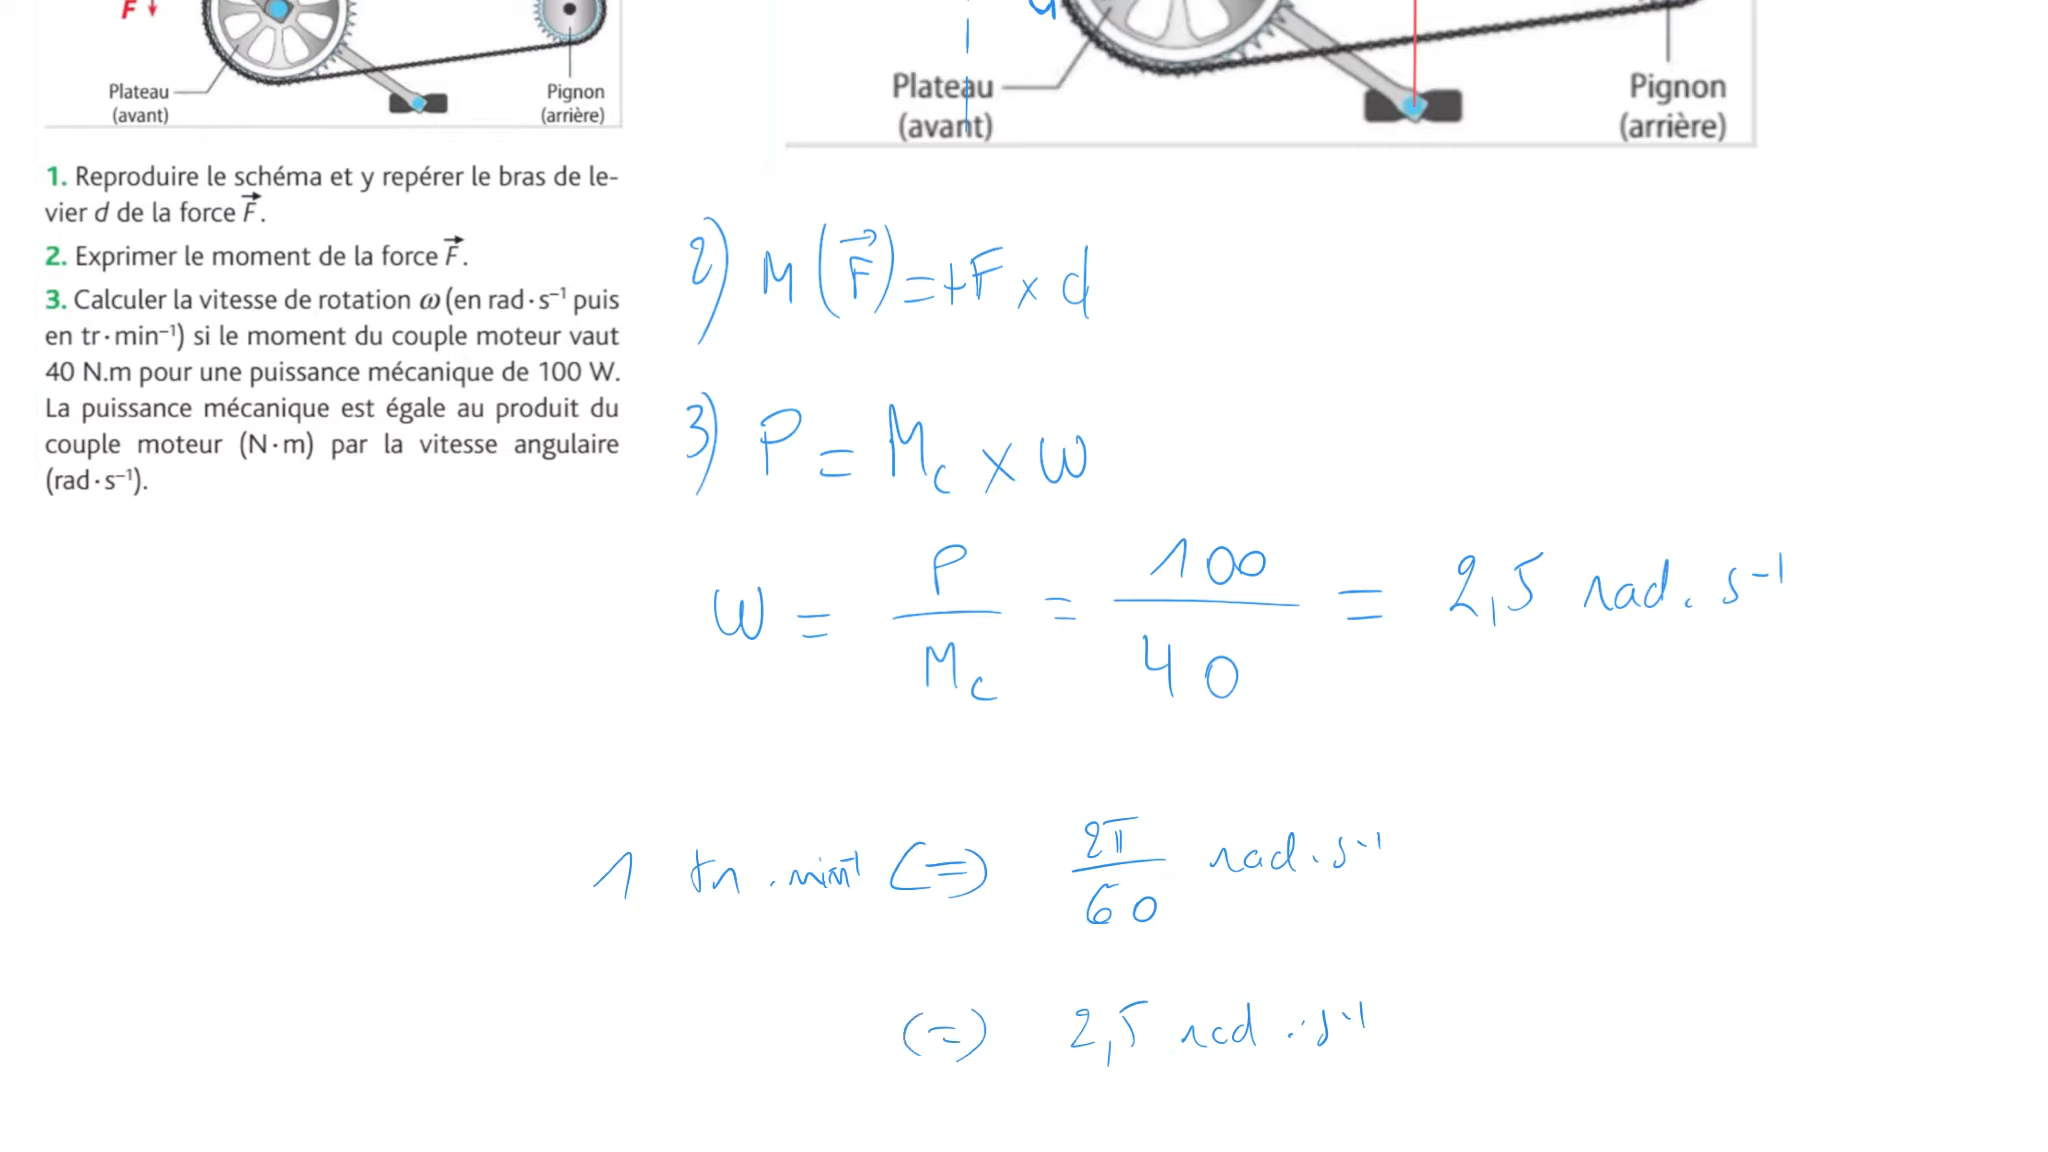 F
Plateau
(avant)
Pignon
(arrière)
1. Reproduire le schéma et y repérer le bras de le-
vier d de la force F⃗.
2. Exprimer le moment de la force F⃗.
3. Calculer la vitesse de rotation ω (en rad·s⁻¹ puis
en tr·min⁻¹) si le moment du couple moteur vaut
40 N.m pour une puissance mécanique de 100 W.
La puissance mécanique est égale au produit du
couple moteur (N·m) par la vitesse angulaire
(rad·s⁻¹).
Plateau
(avant)
Pignon
(arrière)
2) M(F⃗) = +F × d
3) P = Mc × ω
ω = P / Mc = 100 / 40 = 2,5 rad. s⁻¹
1 tr . min⁻¹ (=) 2π / 60 rad.s⁻¹
(=) 2,5 rad . s⁻¹